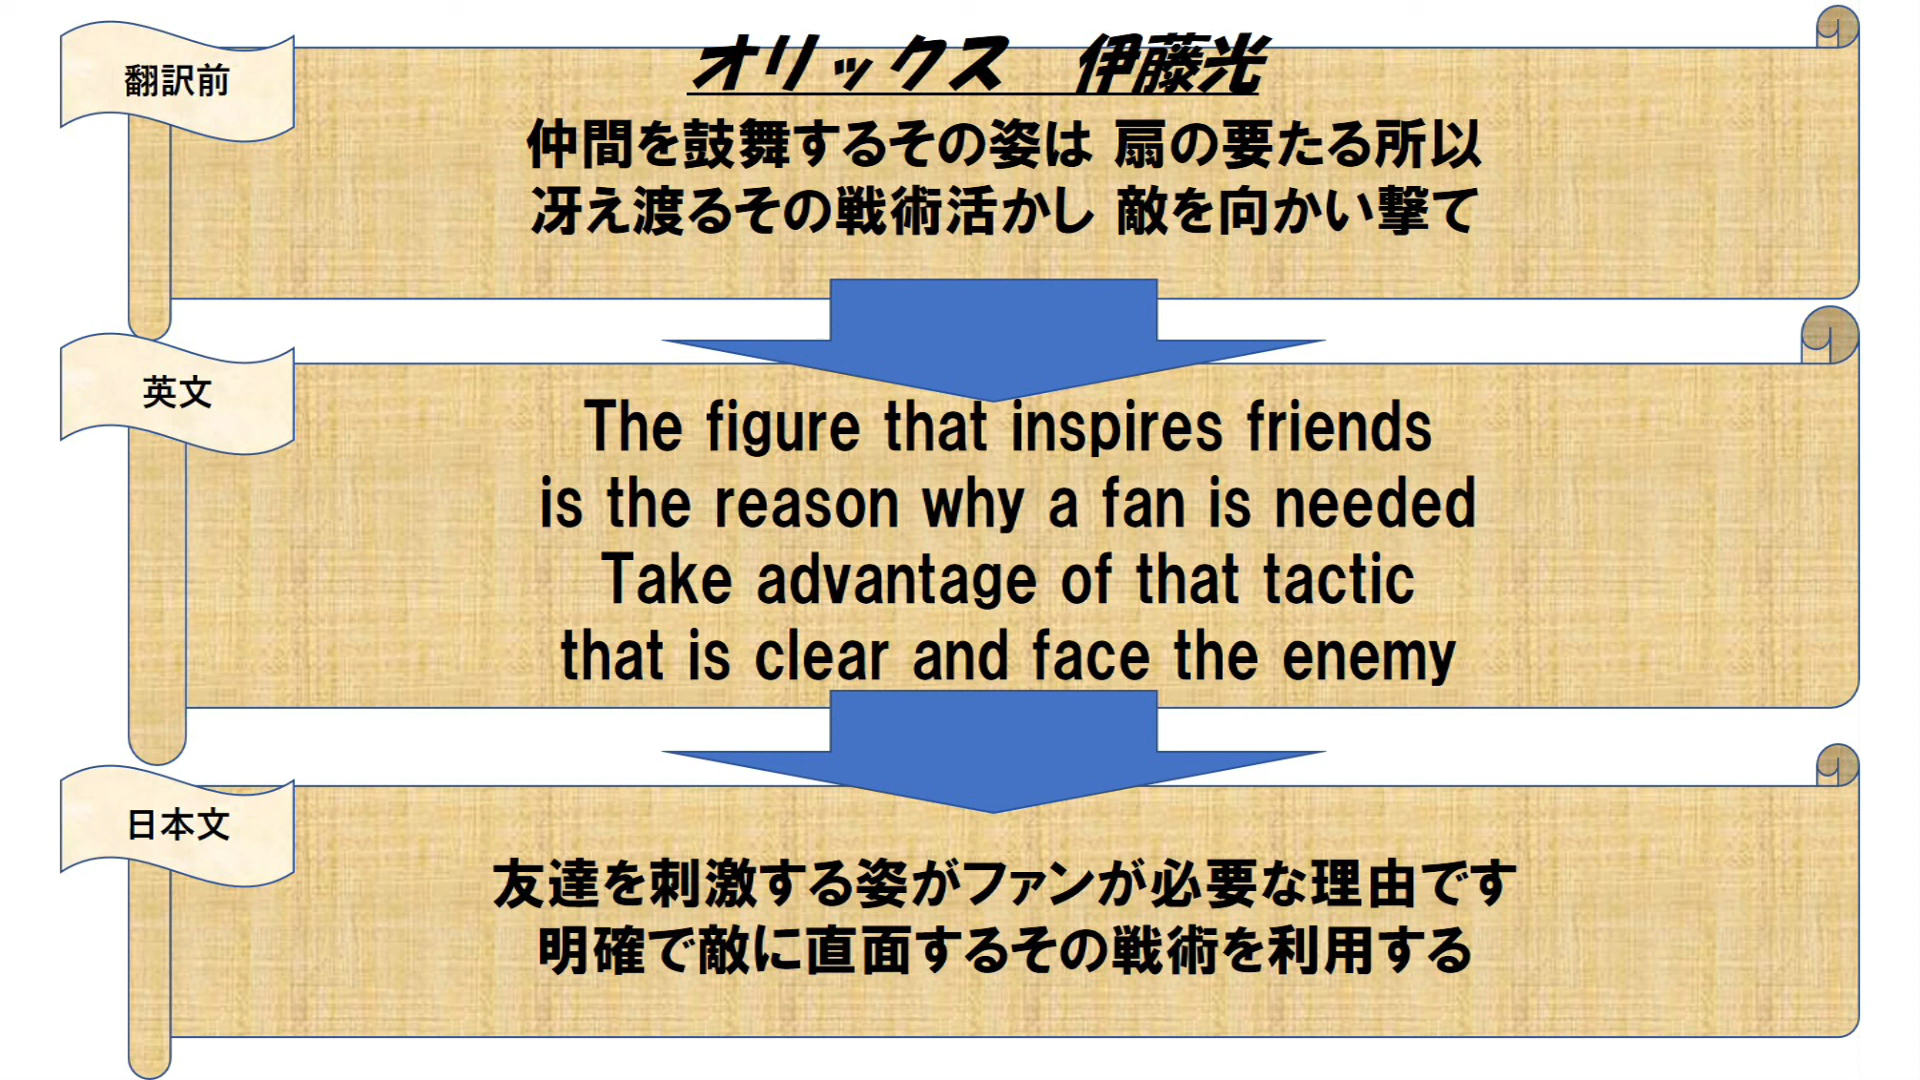 翻訳前
オリックス　伊藤光
仲間を鼓舞するその姿は 扇の要たる所以
冴え渡るその戦術活かし 敵を向かい撃て
英文
The figure that inspires friends
is the reason why a fan is needed
Take advantage of that tactic
that is clear and face the enemy
日本文
友達を刺激する姿がファンが必要な理由です
明確で敵に直面するその戦術を利用する